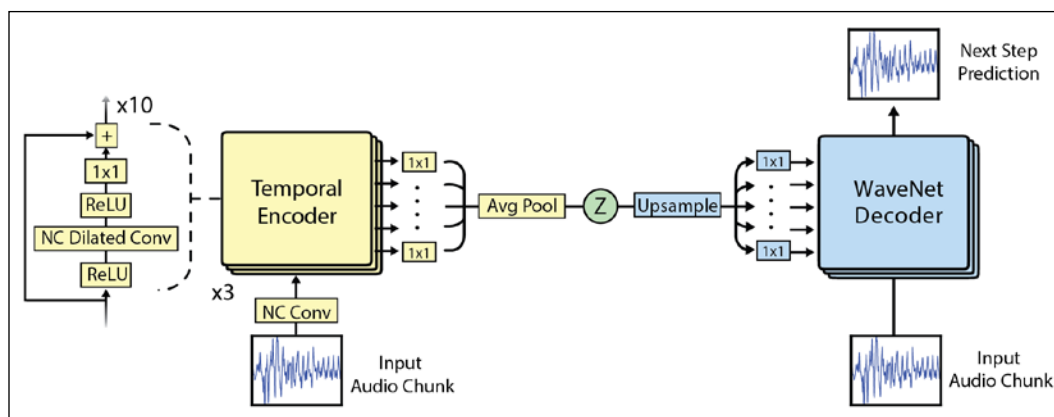 x10
+
1x1
ReLU
NC Dilated Conv
ReLU
Temporal
Encoder
x3
NC Conv
Input
Audio Chunk
1x1
1x1
Avg Pool
Z
Upsample
1x1
1x1
WaveNet
Decoder
Next Step
Prediction
Input
Audio Chunk